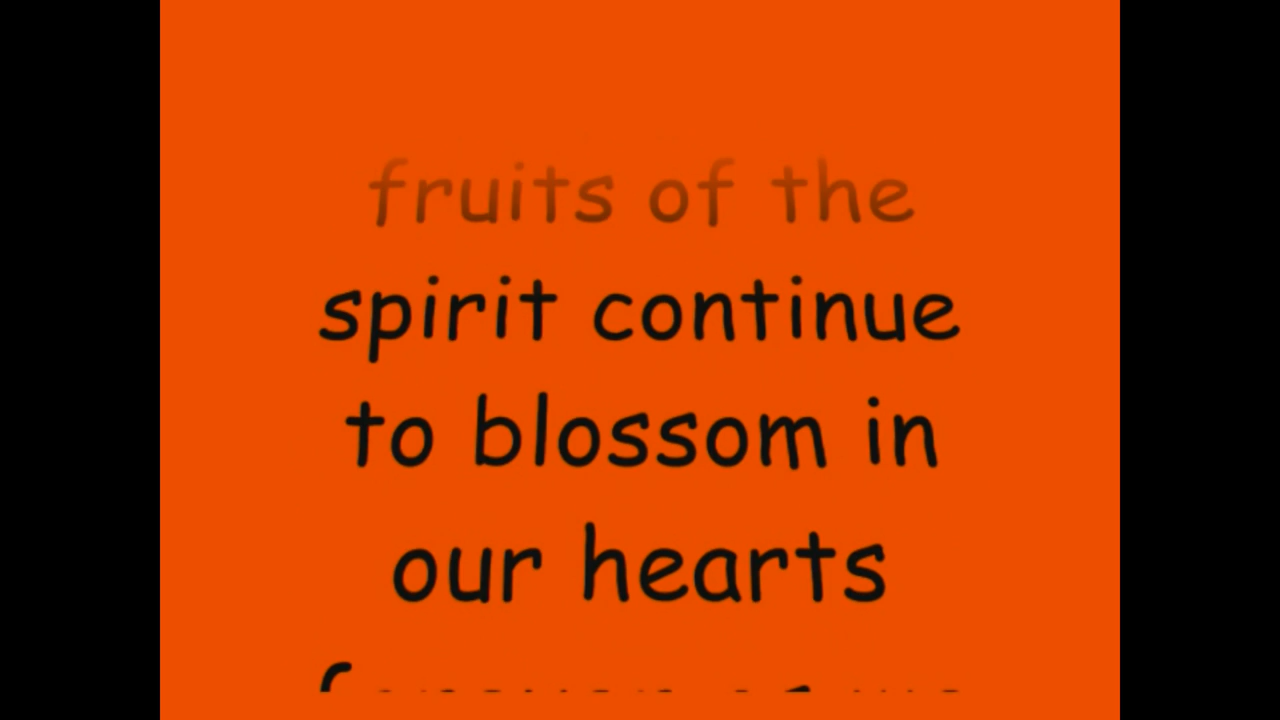 fruits of the
spirit continue
to blossom in
our hearts